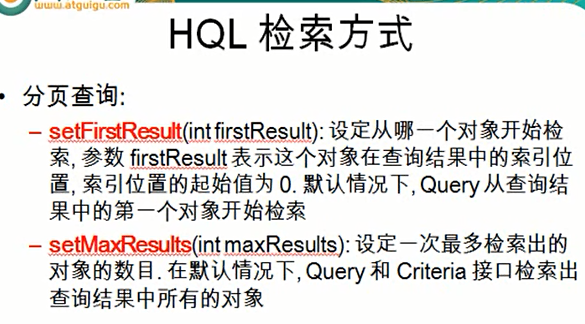 www.atguigu.com
HQL 检索方式
• 分页查询:
– setFirstResult(int firstResult): 设定从哪一个对象开始检
索, 参数 firstResult 表示这个对象在查询结果中的索引位
置, 索引位置的起始值为 0. 默认情况下, Query 从查询结
果中的第一个对象开始检索
– setMaxResults(int maxResults): 设定一次最多检索出的
对象的数目. 在默认情况下, Query 和 Criteria 接口检索出
查询结果中所有的对象